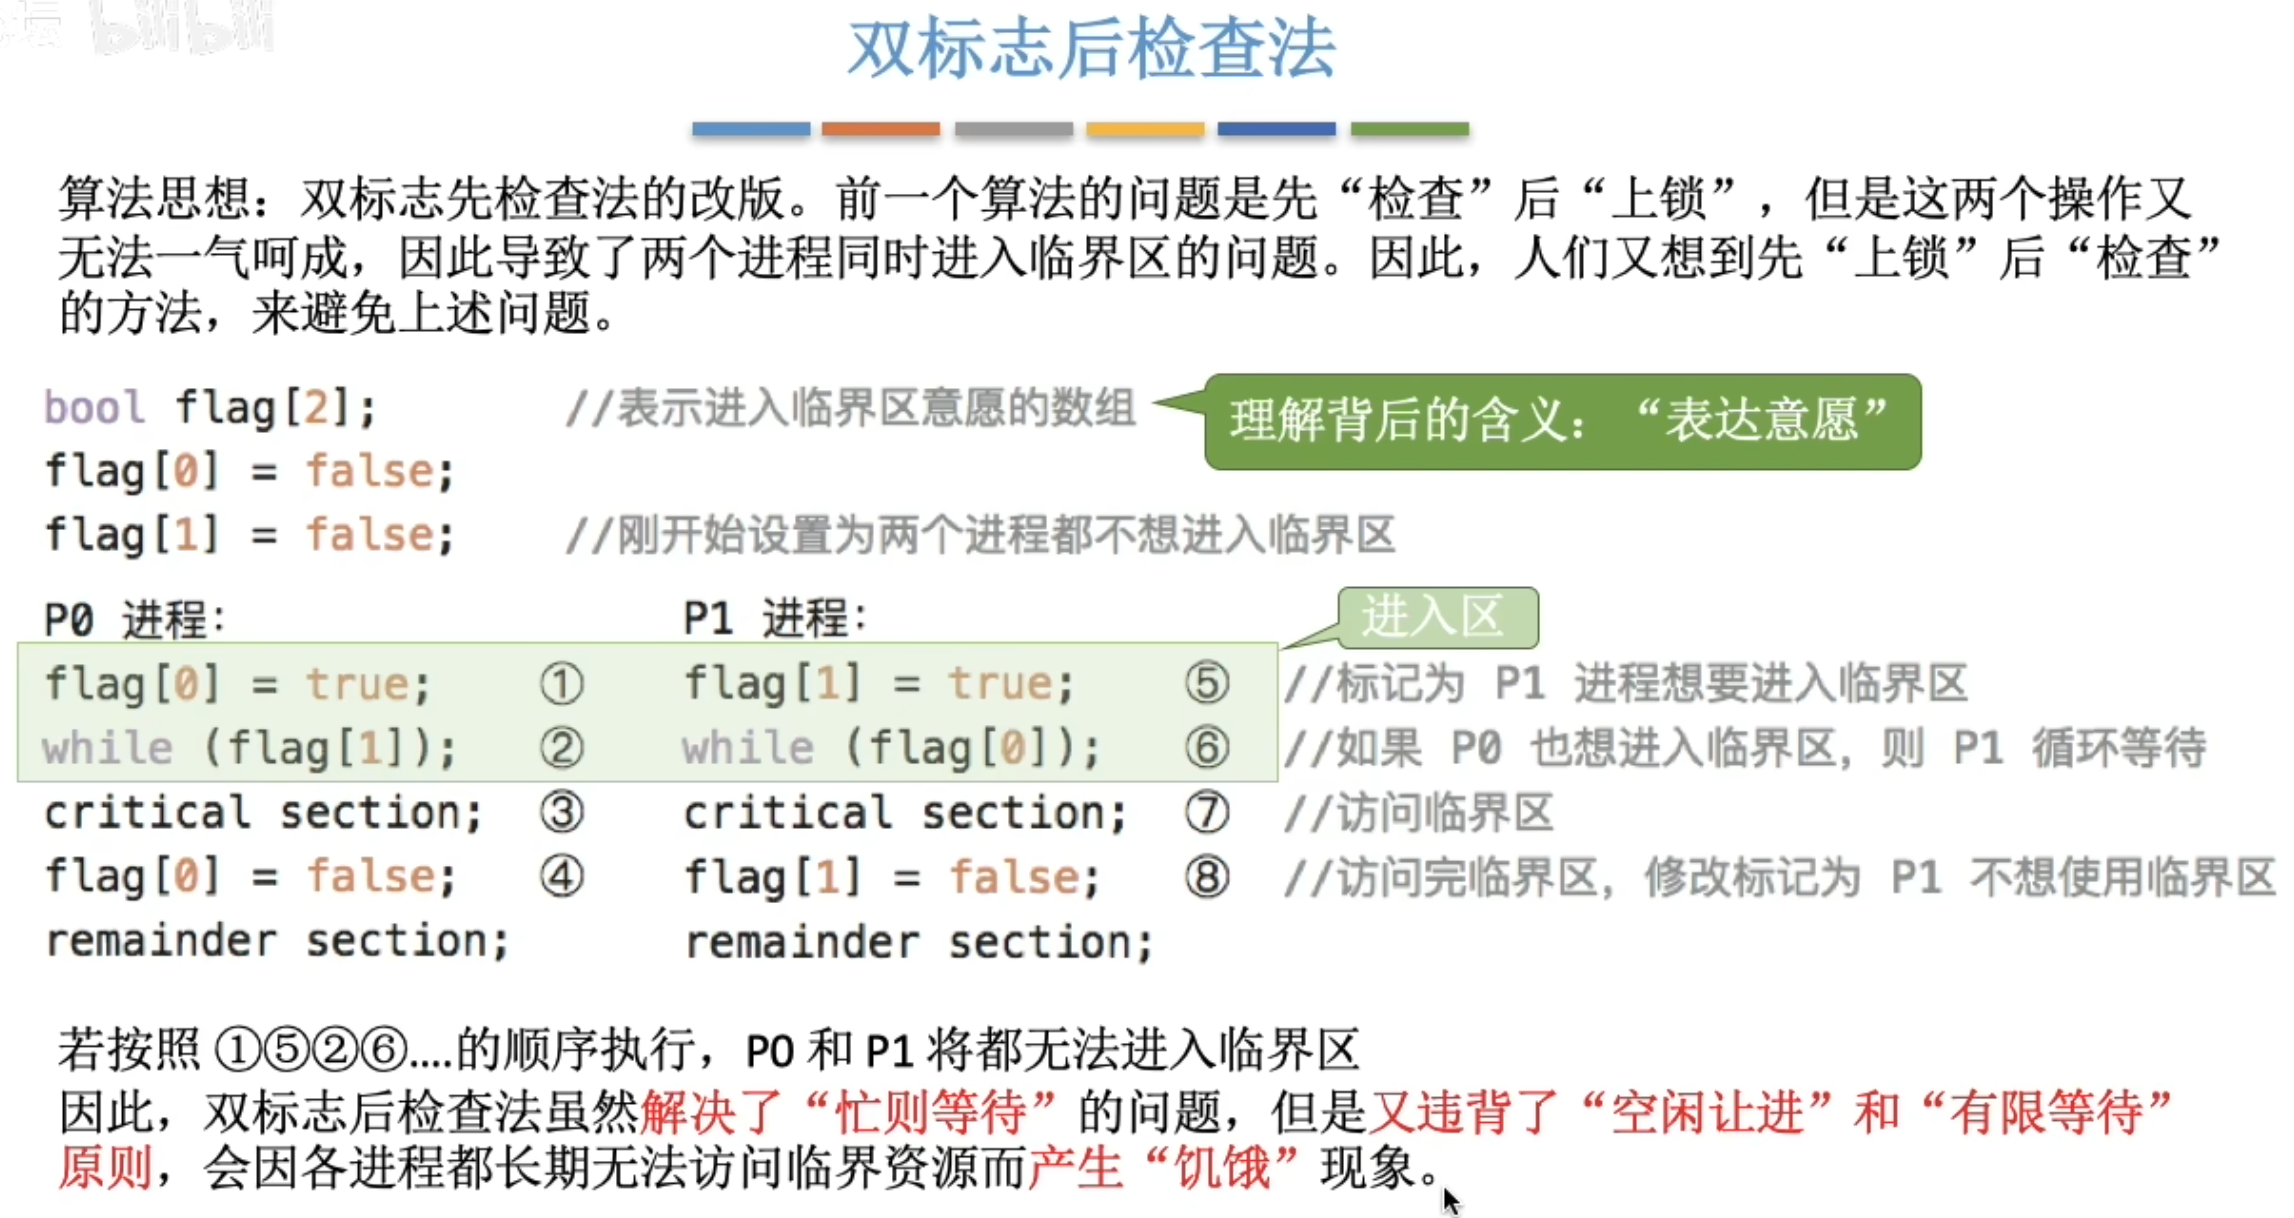 坛 bilibili
双标志后检查法
算法思想：双标志先检查法的改版。前一个算法的问题是先“检查”后“上锁”，但是这两个操作又
无法一气呵成，因此导致了两个进程同时进入临界区的问题。因此，人们又想到先“上锁”后“检查”
的方法，来避免上述问题。
bool flag[2]; //表示进入临界区意愿的数组
理解背后的含义：“表达意愿”
flag[0] = false;
flag[1] = false; //刚开始设置为两个进程都不想进入临界区
P0 进程： P1 进程：
进入区
flag[0] = true; ① flag[1] = true; ⑤ //标记为 P1 进程想要进入临界区
while (flag[1]); ② while (flag[0]); ⑥ //如果 P0 也想进入临界区，则 P1 循环等待
critical section; ③ critical section; ⑦ //访问临界区
flag[0] = false; ④ flag[1] = false; ⑧ //访问完临界区，修改标记为 P1 不想使用临界区
remainder section; remainder section;
若按照 ①⑤②⑥....的顺序执行，P0 和 P1 将都无法进入临界区
因此，双标志后检查法虽然解决了“忙则等待”的问题，但是又违背了“空闲让进”和“有限等待”
原则，会因各进程都长期无法访问临界资源而产生“饥饿”现象。